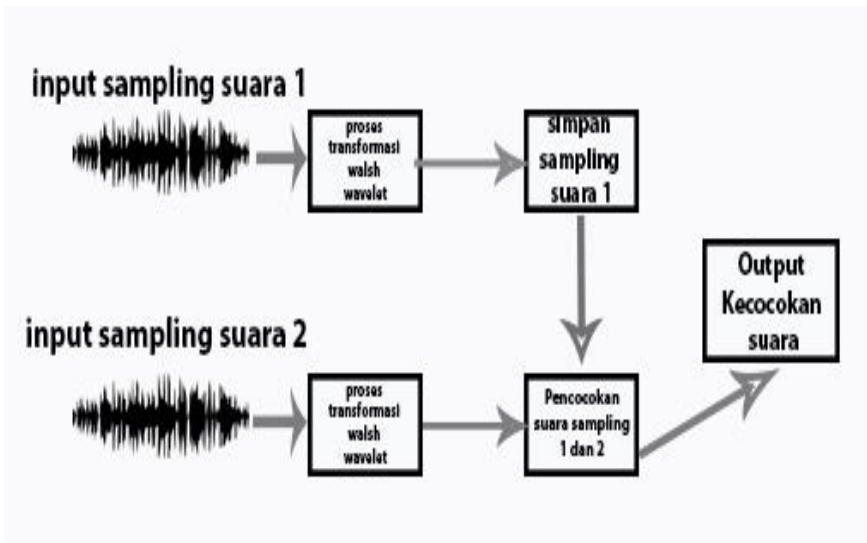 input sampling suara 1
proses
transformasi
walsh
wavelet
simpan
sampling
suara 1
Output
Kecocokan
suara
input sampling suara 2
proses
transformasi
walsh
wavelet
Pencocokan
suara sampling
1 dan 2